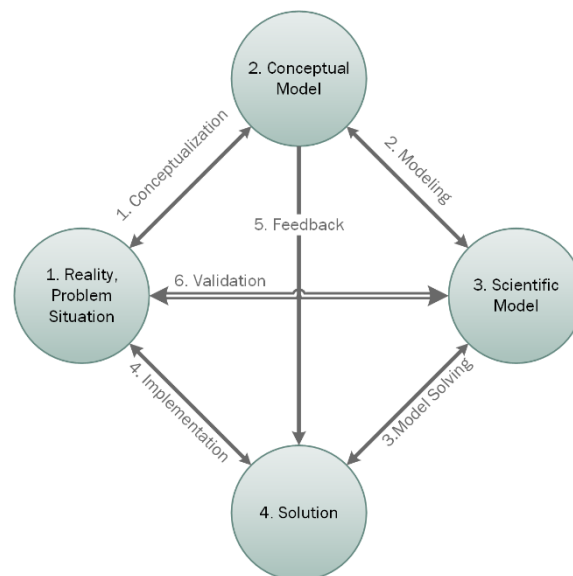 2. Conceptual
Model
1. Conceptualization
2. Modeling
5. Feedback
1. Reality,
Problem
Situation
6. Validation
3. Scientific
Model
4. Implementation
3.Model Solving
4. Solution